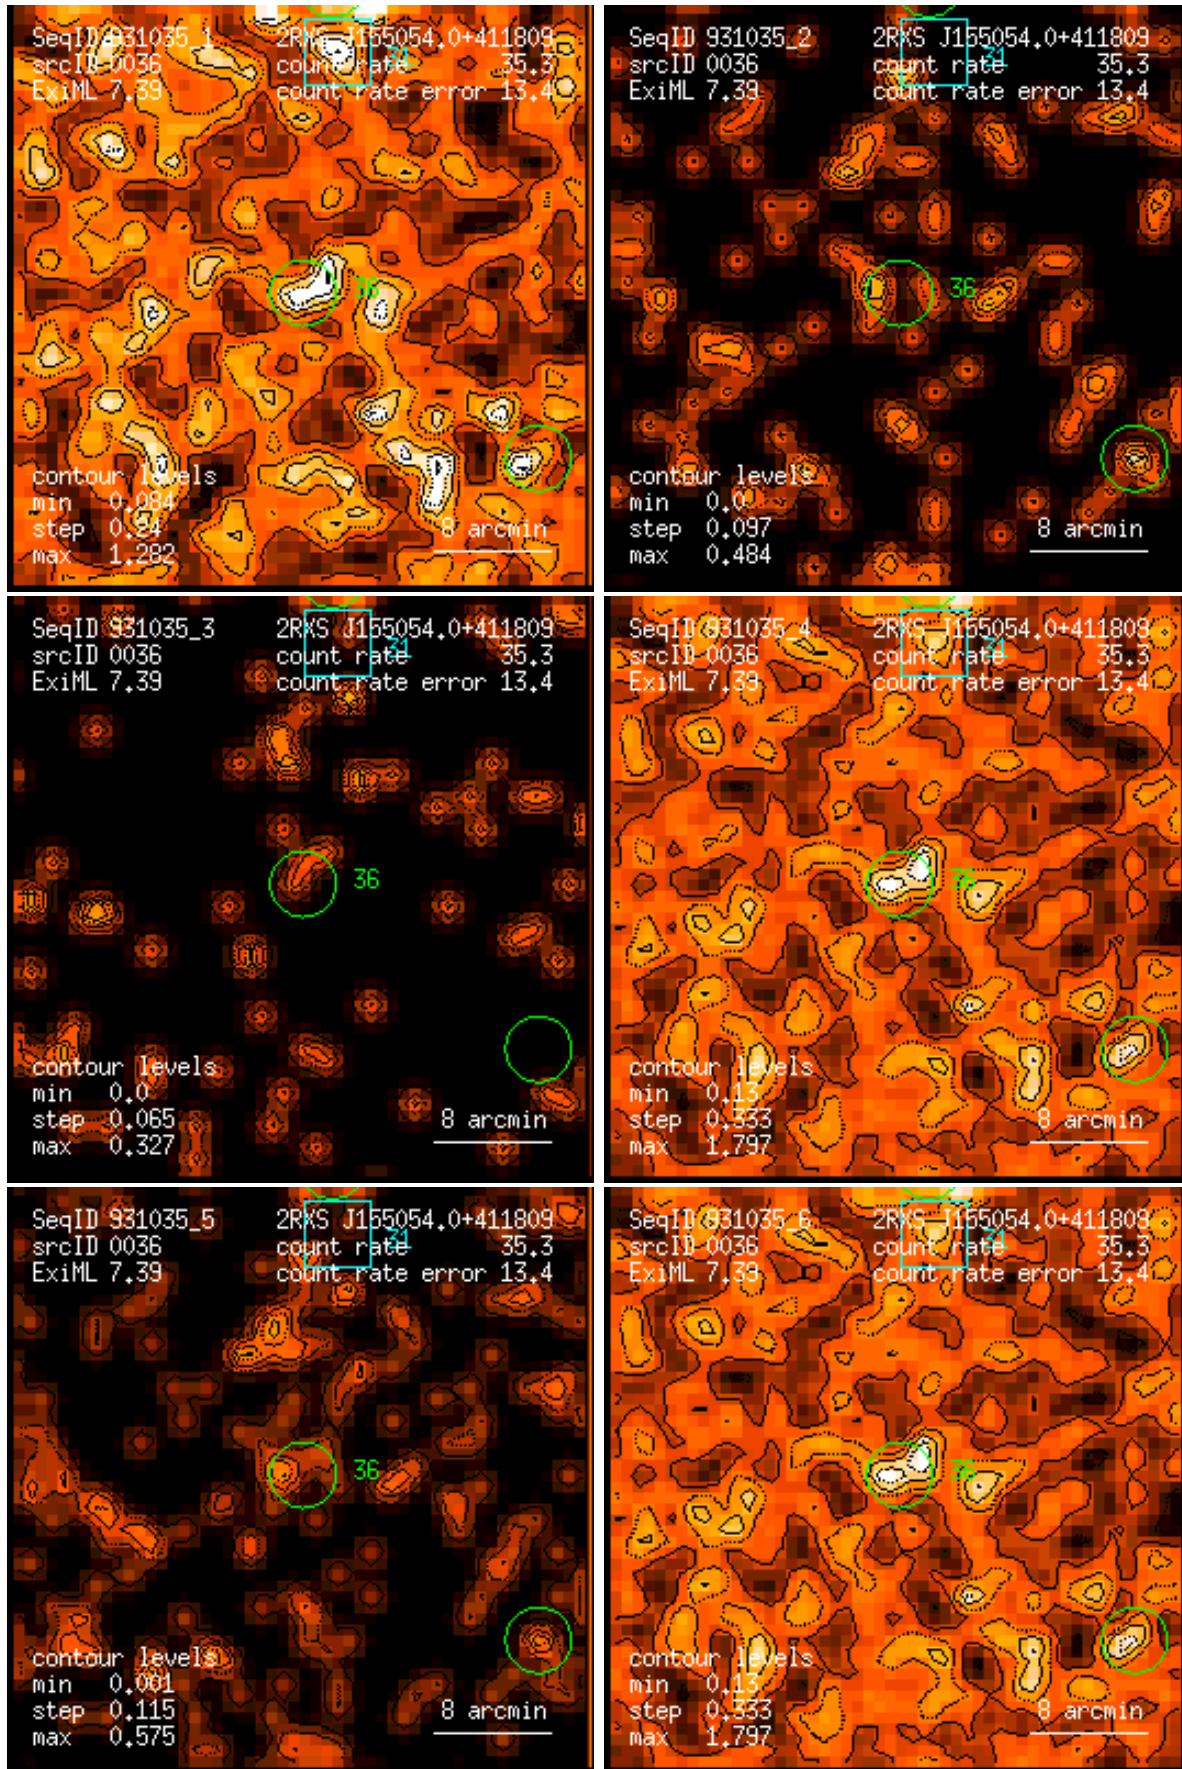 SeqID 931035_1 2RXS J155054.0+411809
srcID 0036 count rate 31 35.3
ExiML 7.39 count rate error 13.4
36
contour levels
min 0.084
step 0.24 8 arcmin
max 1.282
SeqID 931035_2 2RXS J155054.0+411809
srcID 0036 count rate 31 35.3
ExiML 7.39 count rate error 13.4
36
contour levels
min 0.0
step 0.097 8 arcmin
max 0.484
SeqID 931035_3 2RXS J155054.0+411809
srcID 0036 count rate 31 35.3
ExiML 7.39 count rate error 13.4
36
contour levels
min 0.0
step 0.065 8 arcmin
max 0.327
SeqID 931035_4 2RXS J155054.0+411809
srcID 0036 count rate 31 35.3
ExiML 7.39 count rate error 13.4
36
contour levels
min 0.13
step 0.333 8 arcmin
max 1.797
SeqID 931035_5 2RXS J155054.0+411809
srcID 0036 count rate 31 35.3
ExiML 7.39 count rate error 13.4
36
contour levels
min 0.001
step 0.115 8 arcmin
max 0.575
SeqID 931035_6 2RXS J155054.0+411809
srcID 0036 count rate 31 35.3
ExiML 7.39 count rate error 13.4
36
contour levels
min 0.13
step 0.333 8 arcmin
max 1.797